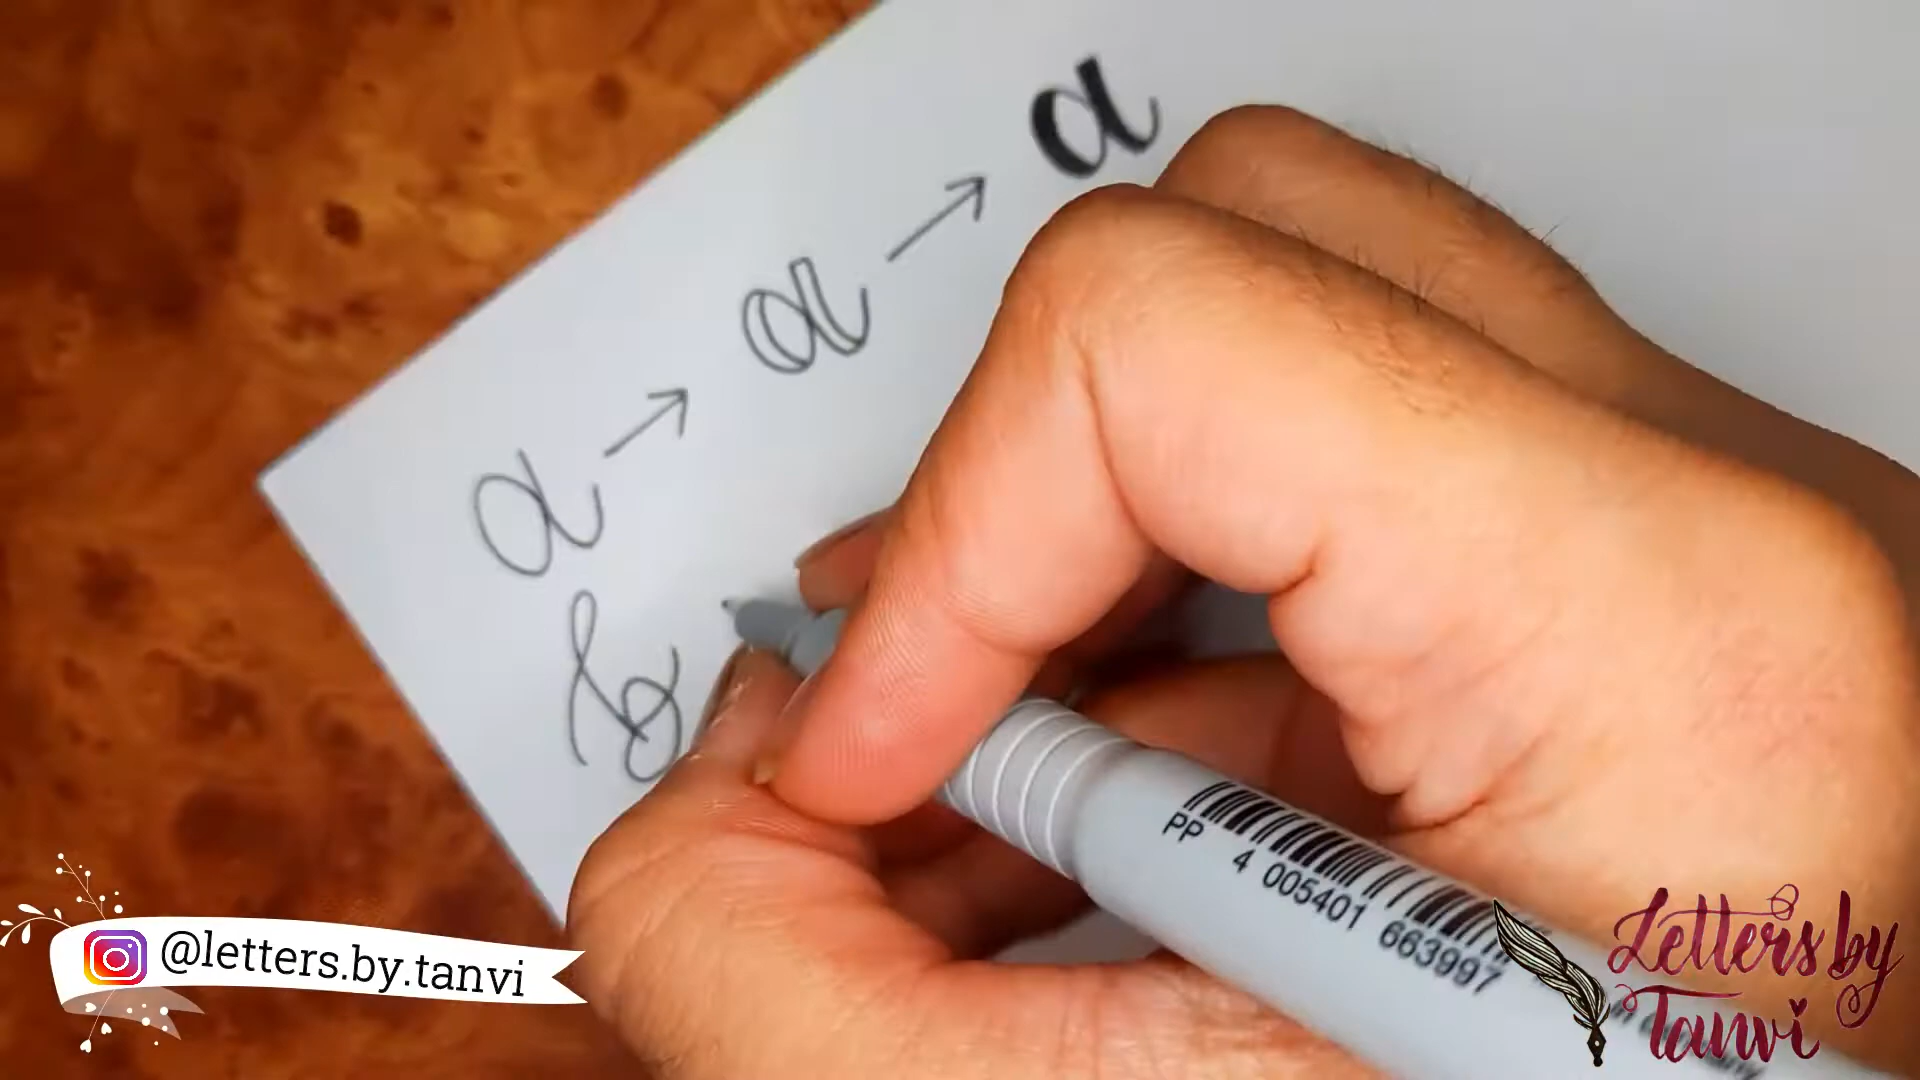 a → a → a
b
PP 4 005401 663997
@letters.by.tanvi
Letters by
Tanvi